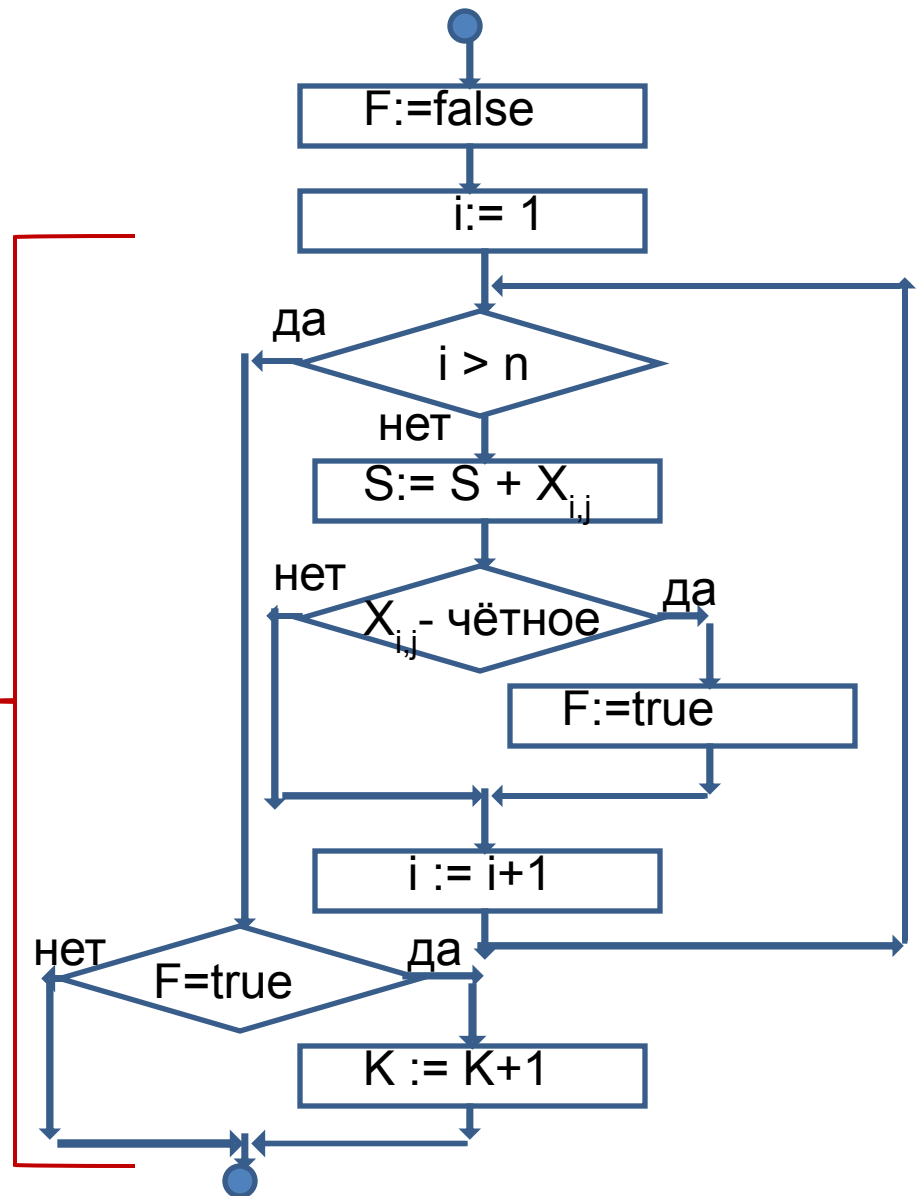 F:=false
i:= 1
да
i > n
нет
S:= S + Xi,j
нет
да
Xi,j- чётное
F:=true
i := i+1
нет
да
F=true
K := K+1